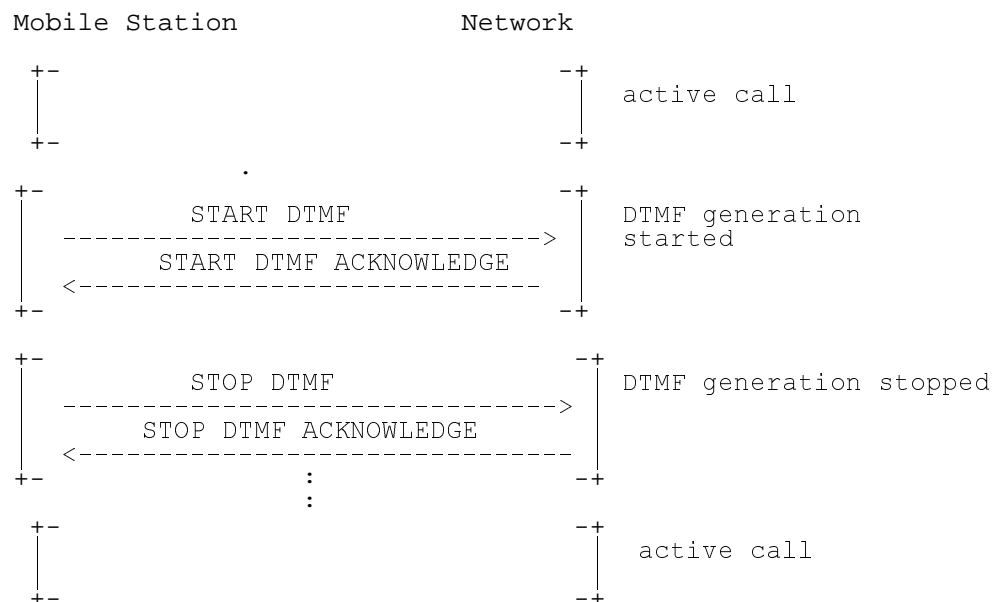 Mobile Station Network
+- -+
active call
+- -+
.
+- -+
START DTMF DTMF generation
-------------------------------> started
START DTMF ACKNOWLEDGE
<------------------------------
+- -+
+- -+
STOP DTMF DTMF generation stopped
-------------------------------->
STOP DTMF ACKNOWLEDGE
<--------------------------------
+- : -+
:
+- -+
active call
+- -+